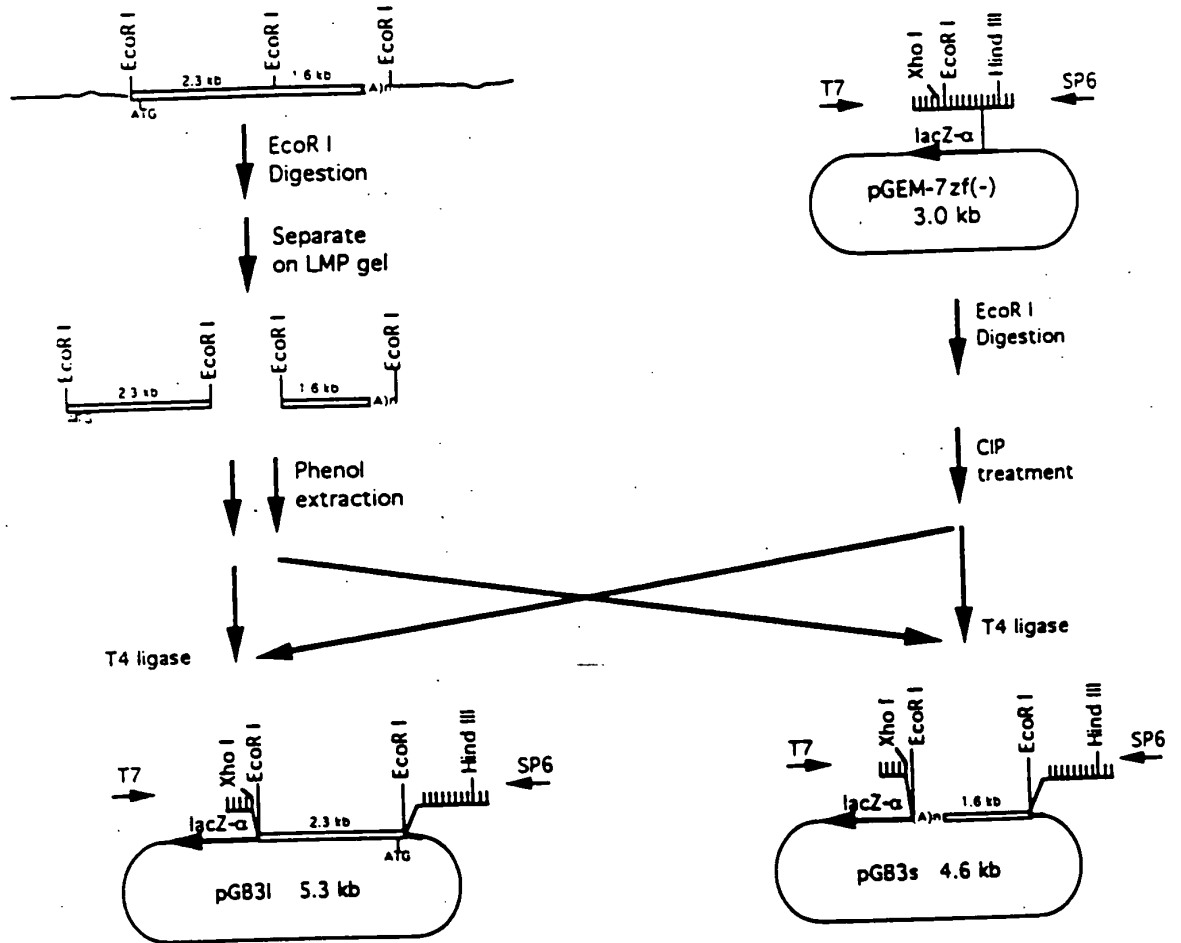 EcoR I
EcoR I
EcoR I
2.3 kb
1.6 kb
A)n
ATG
EcoR I
Digestion
Separate
on LMP gel
EcoR I
EcoR I
EcoR I
EcoR I
2.3 kb
1.6 kb
A)n
Phenol
extraction
T4 ligase
Xho I
EcoR I
Hind III
T7
SP6
lacZ-α
pGEM-7zf(-)
3.0 kb
EcoR I
Digestion
CIP
treatment
T4 ligase
Xho I
EcoR I
EcoR I
Hind III
T7
SP6
lacZ-α
2.3 kb
ATG
pGB3l 5.3 kb
Xho I
EcoR I
EcoR I
Hind III
T7
SP6
lacZ-α
A)n
1.6 kb
pGB3s 4.6 kb